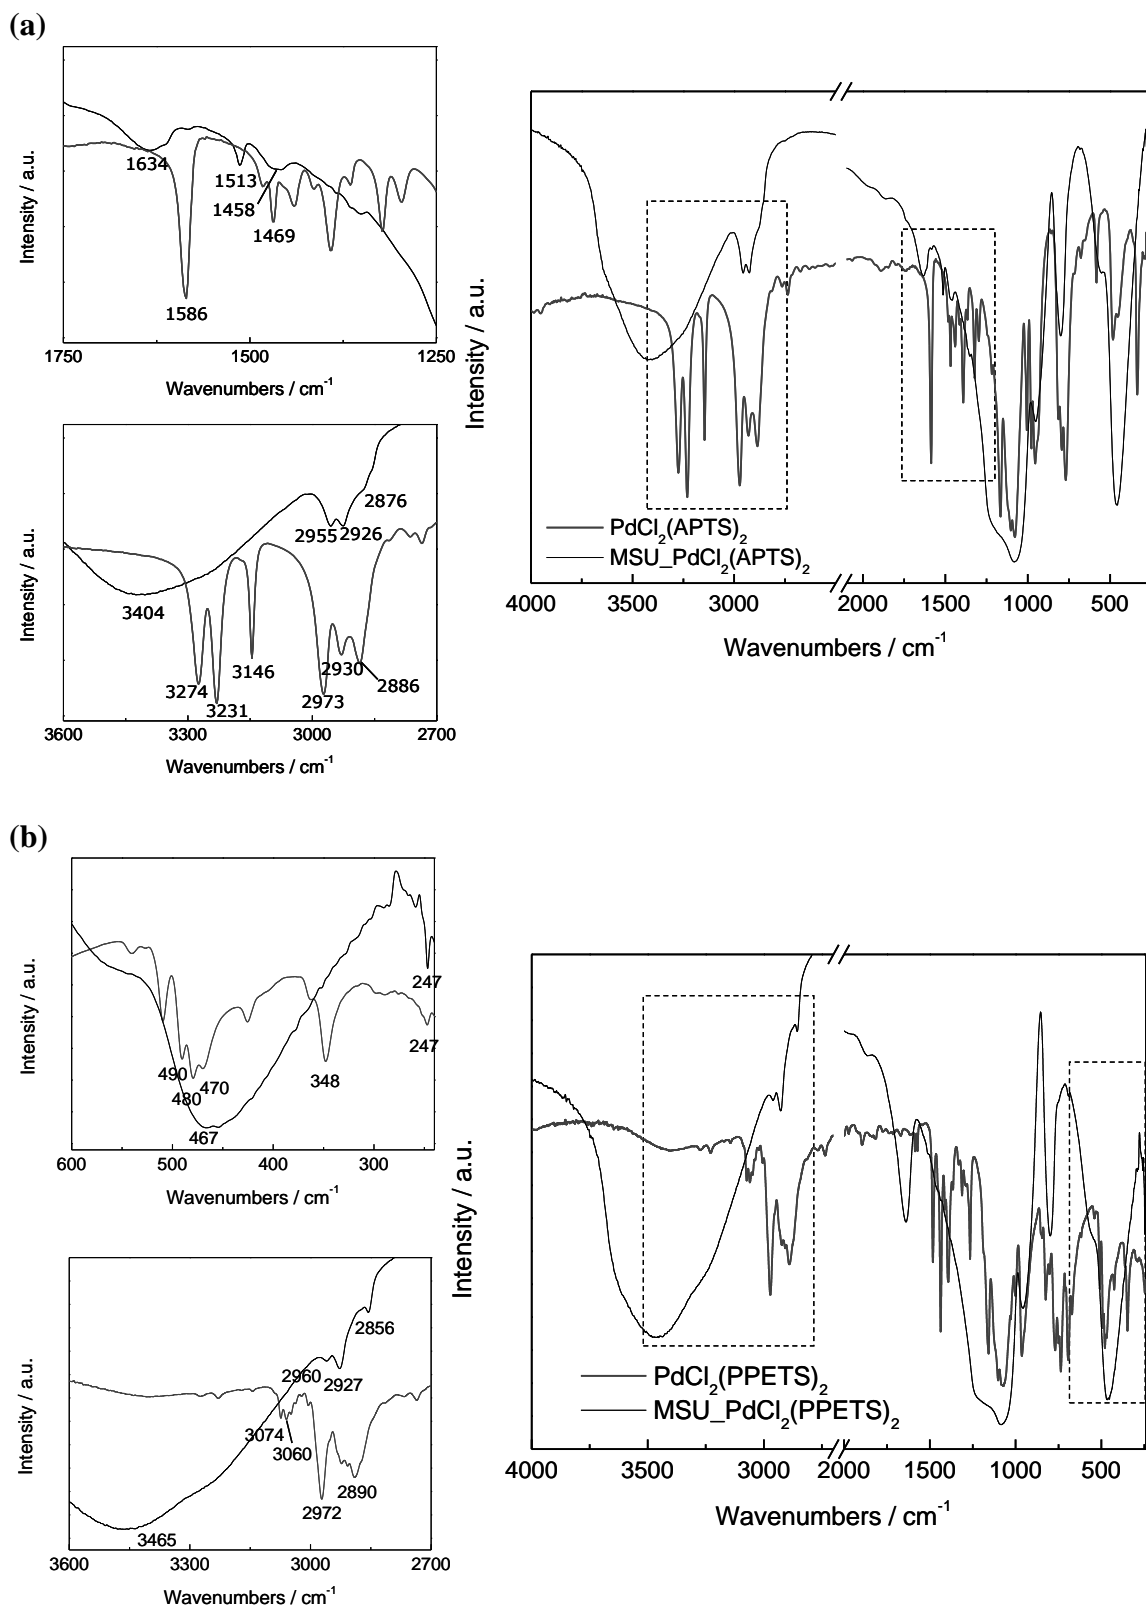 (a)
Intensity / a.u.
1634
1513
1458
1469
1586
1750 1500 1250
Wavenumbers / cm-1
Intensity / a.u.
2876
2955 2926
3404
3146
2930
3274
2973
2886
3231
3600 3300 3000 2700
Wavenumbers / cm-1
Intensity / a.u.
PdCl2(APTS)2
MSU_PdCl2(APTS)2
4000 3500 3000 2000 1500 1000 500
Wavenumbers / cm-1
(b)
Intensity / a.u.
247
247
490
470
348
480
467
600 500 400 300
Wavenumbers / cm-1
Intensity / a.u.
2856
2960
2927
3074
3060
2890
2972
3465
3600 3300 3000 2700
Wavenumbers / cm-1
Intensity / a.u.
PdCl2(PPETS)2
MSU_PdCl2(PPETS)2
4000 3500 3000 2000 1500 1000 500
Wavenumbers / cm-1